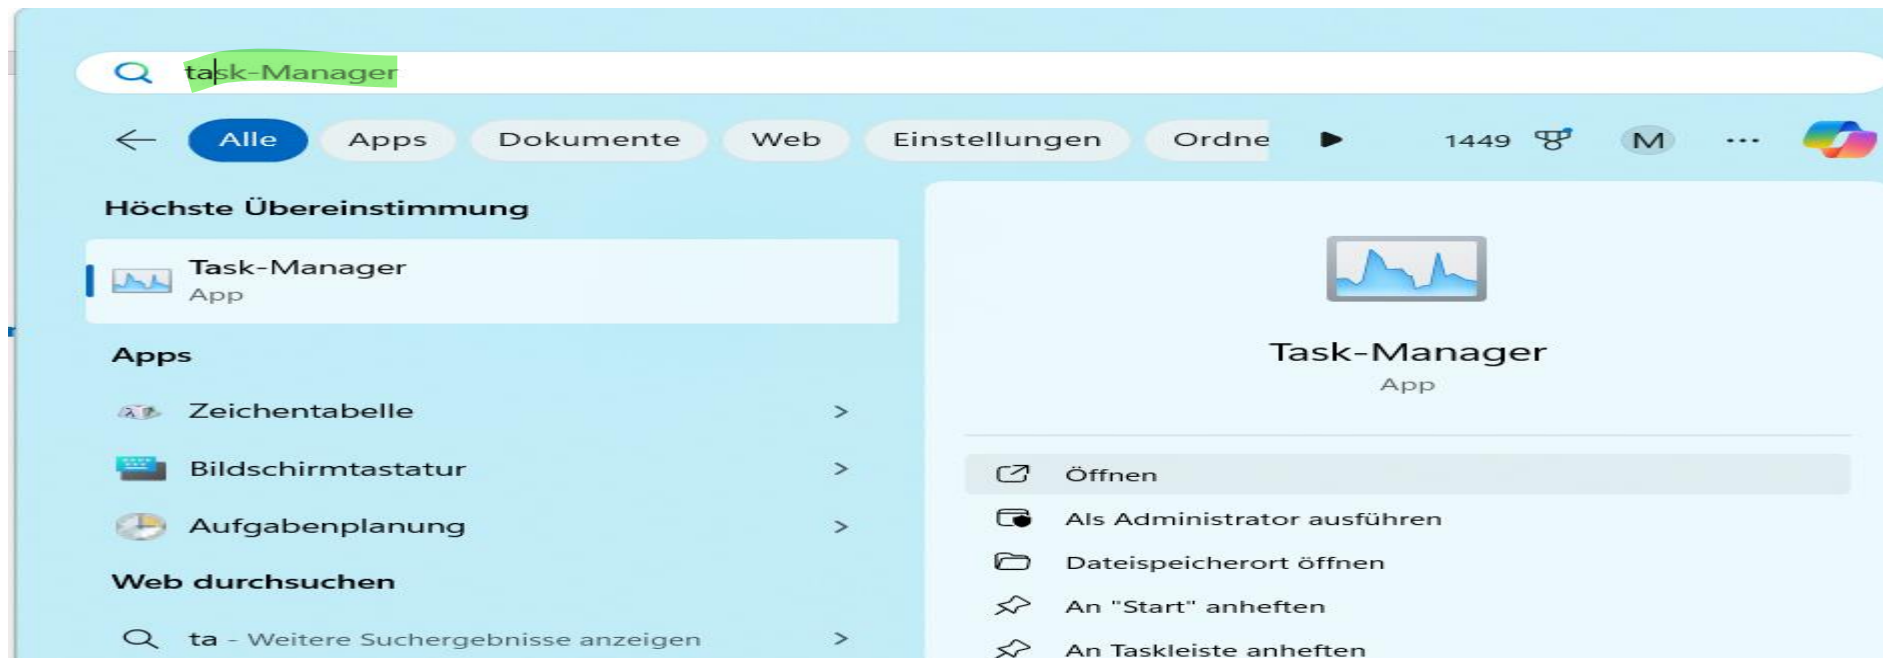 task-Manager
Alle Apps Dokumente Web Einstellungen Ordne 1449 M ...
Höchste Übereinstimmung
Task-Manager
App
Apps
Zeichentabelle
Bildschirmtastatur
Aufgabenplanung
Web durchsuchen
ta - Weitere Suchergebnisse anzeigen
Task-Manager
App
Öffnen
Als Administrator ausführen
Dateispeicherort öffnen
An "Start" anheften
An Taskleiste anheften